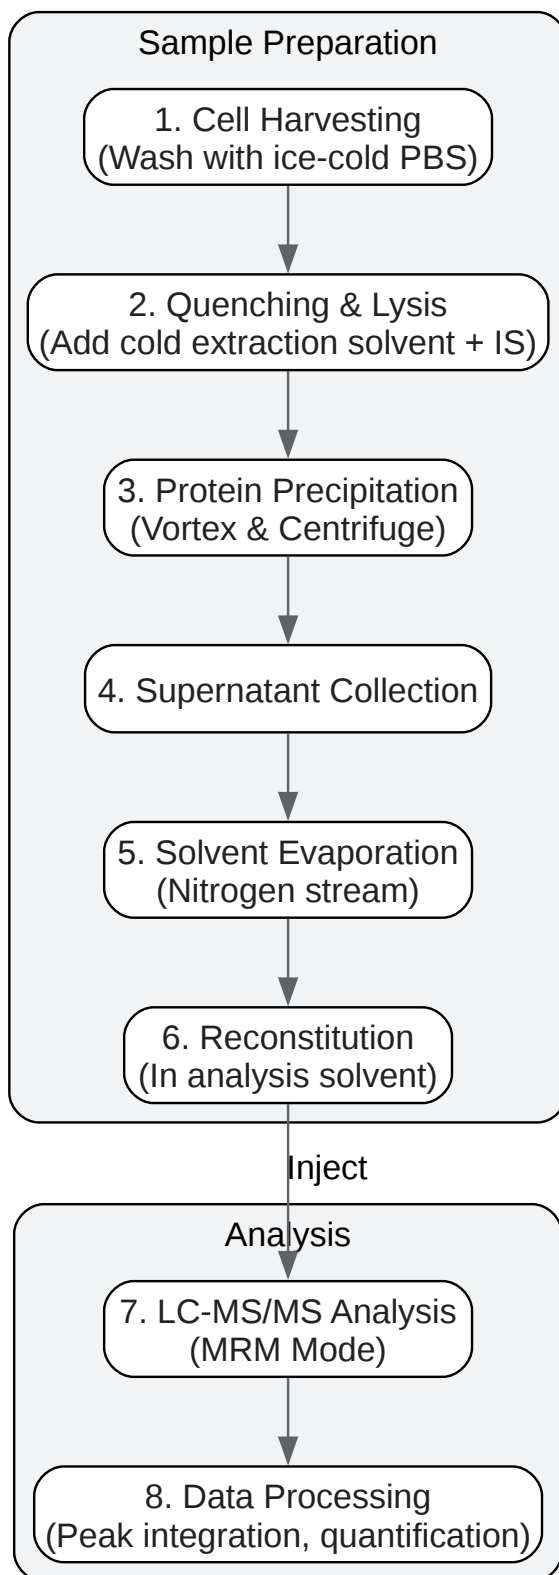 Sample Preparation
1. Cell Harvesting
(Wash with ice-cold PBS)
2. Quenching & Lysis
(Add cold extraction solvent + IS)
3. Protein Precipitation
(Vortex & Centrifuge)
4. Supernatant Collection
5. Solvent Evaporation
(Nitrogen stream)
6. Reconstitution
(In analysis solvent)
Inject
Analysis
7. LC-MS/MS Analysis
(MRM Mode)
8. Data Processing
(Peak integration, quantification)